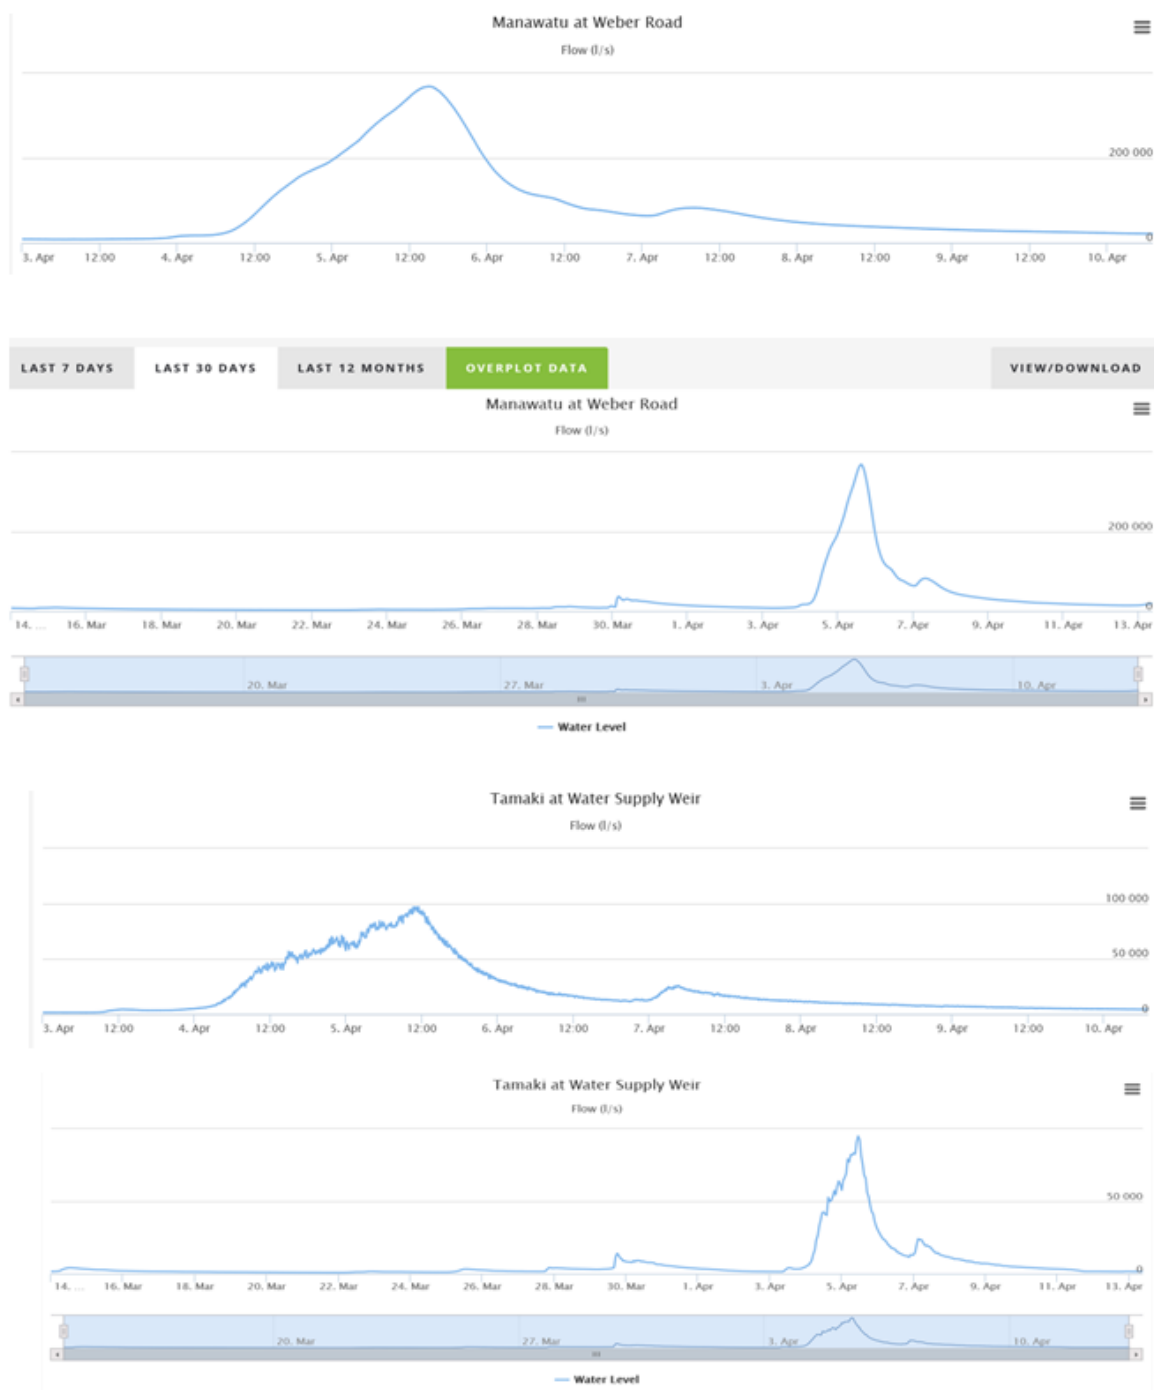 Manawatu at Weber Road
Flow (l/s)
200 000
0
3. Apr 12:00 4. Apr 12:00 5. Apr 12:00 6. Apr 12:00 7. Apr 12:00 8. Apr 12:00 9. Apr 12:00 10. Apr
LAST 7 DAYS LAST 30 DAYS LAST 12 MONTHS OVERPLOT DATA VIEW/DOWNLOAD
Manawatu at Weber Road
Flow (l/s)
200 000
0
14. ... 16. Mar 18. Mar 20. Mar 22. Mar 24. Mar 26. Mar 28. Mar 30. Mar 1. Apr 3. Apr 5. Apr 7. Apr 9. Apr 11. Apr 13. Apr
20. Mar 27. Mar 3. Apr 10. Apr
Water Level
Tamaki at Water Supply Weir
Flow (l/s)
100 000
50 000
0
3. Apr 12:00 4. Apr 12:00 5. Apr 12:00 6. Apr 12:00 7. Apr 12:00 8. Apr 12:00 9. Apr 12:00 10. Apr
Tamaki at Water Supply Weir
Flow (l/s)
50 000
0
14. ... 16. Mar 18. Mar 20. Mar 22. Mar 24. Mar 26. Mar 28. Mar 30. Mar 1. Apr 3. Apr 5. Apr 7. Apr 9. Apr 11. Apr 13. Apr
20. Mar 27. Mar 3. Apr 10. Apr
Water Level